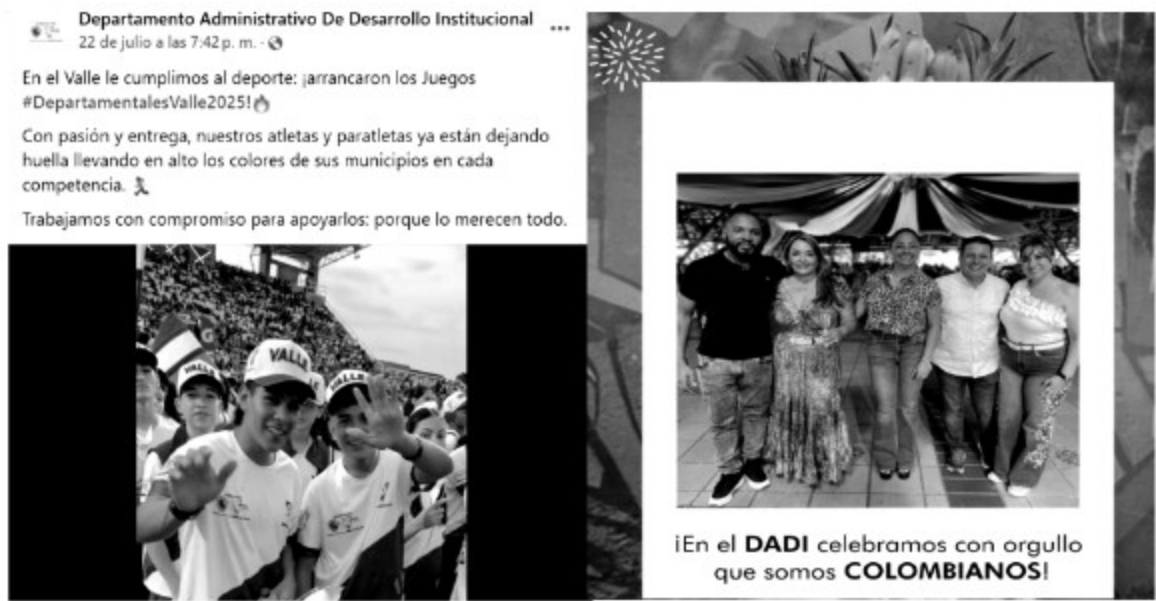 Departamento Administrativo De Desarrollo Institucional
22 de julio a las 7:42 p. m. ·
En el Valle le cumplimos al deporte: ¡arrancaron los Juegos
#DepartamentalesValle2025!🔥
Con pasión y entrega, nuestros atletas y paratletas ya están dejando
huella llevando en alto los colores de sus municipios en cada
competencia.
Trabajamos con compromiso para apoyarlos: porque lo merecen todo.
VALLE
VALLE
VALLE
¡En el DADI celebramos con orgullo
que somos COLOMBIANOS!